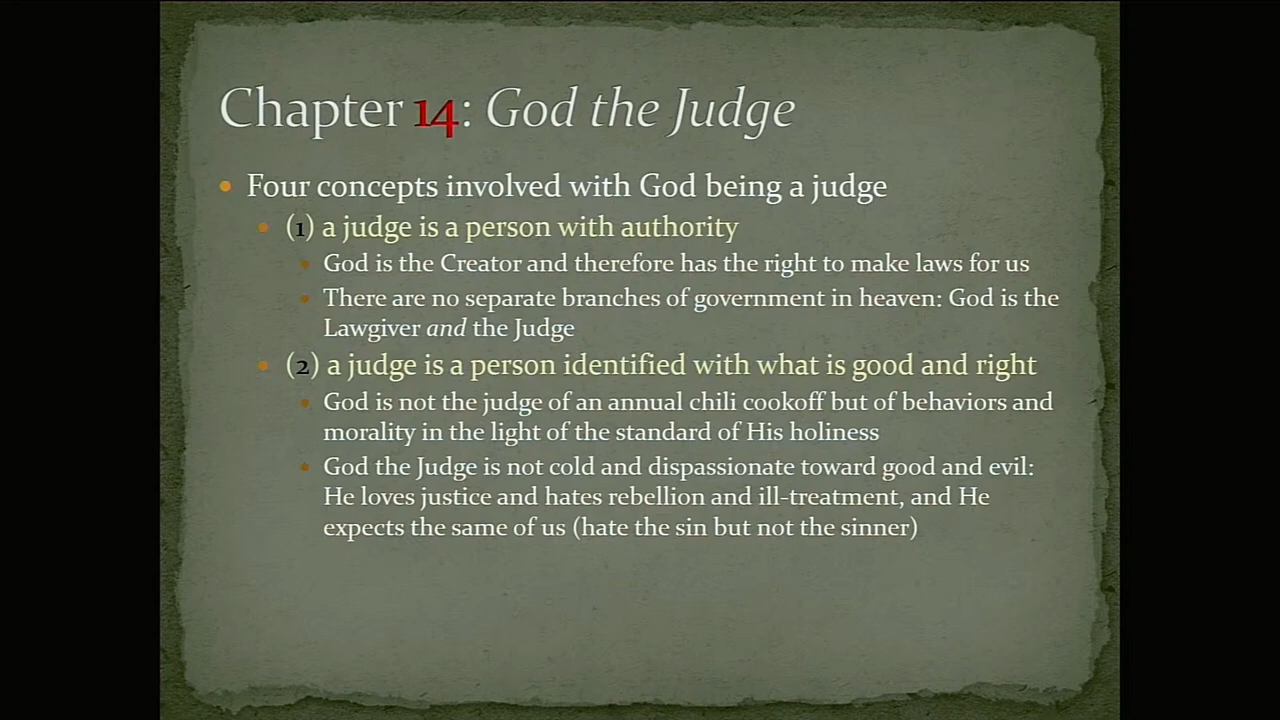 Chapter 14: God the Judge
Four concepts involved with God being a judge
(1) a judge is a person with authority
God is the Creator and therefore has the right to make laws for us
There are no separate branches of government in heaven: God is the
Lawgiver and the Judge
(2) a judge is a person identified with what is good and right
God is not the judge of an annual chili cookoff but of behaviors and
morality in the light of the standard of His holiness
God the Judge is not cold and dispassionate toward good and evil:
He loves justice and hates rebellion and ill-treatment, and He
expects the same of us (hate the sin but not the sinner)